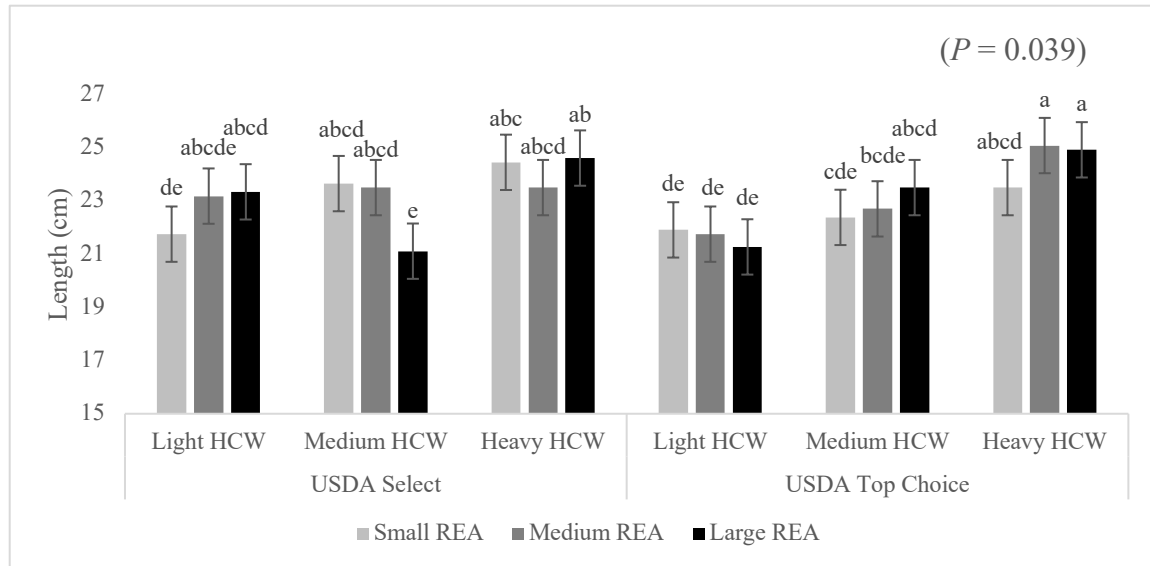 (P = 0.039)
Length (cm)
27
25
23
21
19
17
15
de
abcde
abcd
abcd
abcd
e
abc
abcd
ab
de
de
de
cde
bcde
abcd
abcd
a
a
Light HCW Medium HCW Heavy HCW Light HCW Medium HCW Heavy HCW
USDA Select USDA Top Choice
Small REA Medium REA Large REA